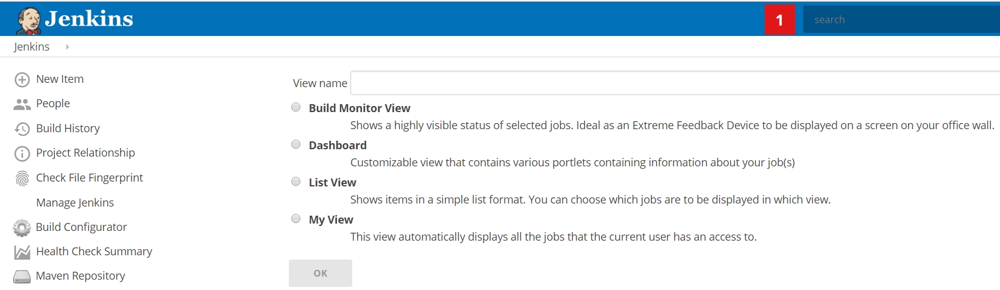 Jenkins
1
search
Jenkins
New Item
People
Build History
Project Relationship
Check File Fingerprint
Manage Jenkins
Build Configurator
Health Check Summary
Maven Repository
View name
Build Monitor View
Shows a highly visible status of selected jobs. Ideal as an Extreme Feedback Device to be displayed on a screen on your office wall.
Dashboard
Customizable view that contains various portlets containing information about your job(s)
List View
Shows items in a simple list format. You can choose which jobs are to be displayed in which view.
My View
This view automatically displays all the jobs that the current user has an access to.
OK